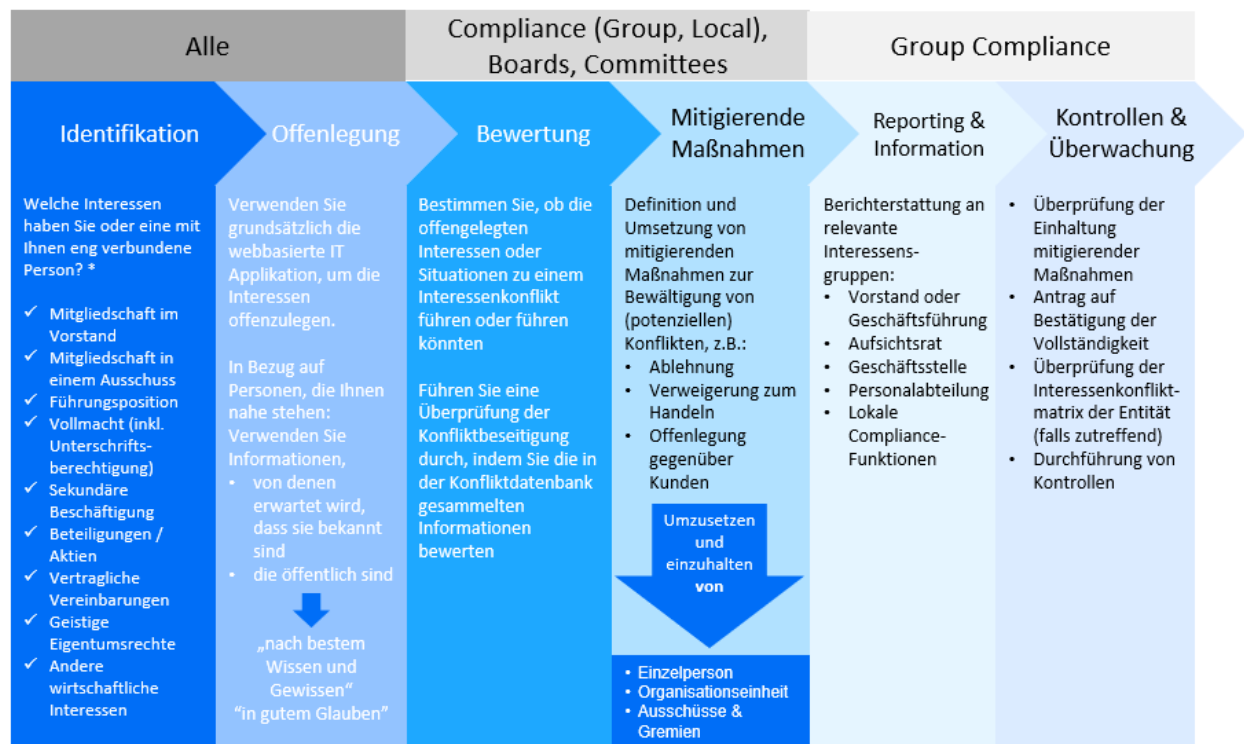 Alle
Compliance (Group, Local),
Boards, Committees
Group Compliance
Identifikation
Offenlegung
Bewertung
Mitigierende
Maßnahmen
Reporting &
Information
Kontrollen &
Überwachung
Welche Interessen
haben Sie oder eine mit
Ihnen eng verbundene
Person? *
✓ Mitgliedschaft im
Vorstand
✓ Mitgliedschaft in
einem Ausschuss
✓ Führungsposition
✓ Vollmacht (inkl.
Unterschrifts-
berechtigung)
✓ Sekundäre
Beschäftigung
✓ Beteiligungen /
Aktien
✓ Vertragliche
Vereinbarungen
✓ Geistige
Eigentumsrechte
✓ Andere
wirtschaftliche
Interessen
Verwenden Sie
grundsätzlich die
webbasierte IT
Applikation, um die
Interessen
offenzulegen.
In Bezug auf
Personen, die Ihnen
nahe stehen:
Verwenden Sie
Informationen,
• von denen
erwartet wird,
dass sie bekannt
sind
• die öffentlich sind
„nach bestem
Wissen und
Gewissen“
“in gutem Glauben”
Bestimmen Sie, ob die
offengelegten
Interessen oder
Situationen zu einem
Interessenkonflikt
führen oder führen
könnten
Führen Sie eine
Überprüfung der
Konfliktbeseitigung
durch, indem Sie die in
der Konfliktdatenbank
gesammelten
Informationen
bewerten
Definition und
Umsetzung von
mitigierenden
Maßnahmen zur
Bewältigung von
(potenziellen)
Konflikten, z.B.:
• Ablehnung
• Verweigerung zum
Handeln
• Offenlegung
gegenüber
Kunden
Umzusetzen
und
einzuhalten
von
• Einzelperson
• Organisationseinheit
• Ausschüsse &
Gremien
Berichterstattung an
relevante
Interessens-
gruppen:
• Vorstand oder
Geschäftsführung
• Aufsichtsrat
• Geschäftsstelle
• Personalabteilung
• Lokale
Compliance-
Funktionen
• Überprüfung der
Einhaltung
mitigierender
Maßnahmen
• Antrag auf
Bestätigung der
Vollständigkeit
• Überprüfung der
Interessenkonflikt-
matrix der Entität
(falls zutreffend)
• Durchführung von
Kontrollen